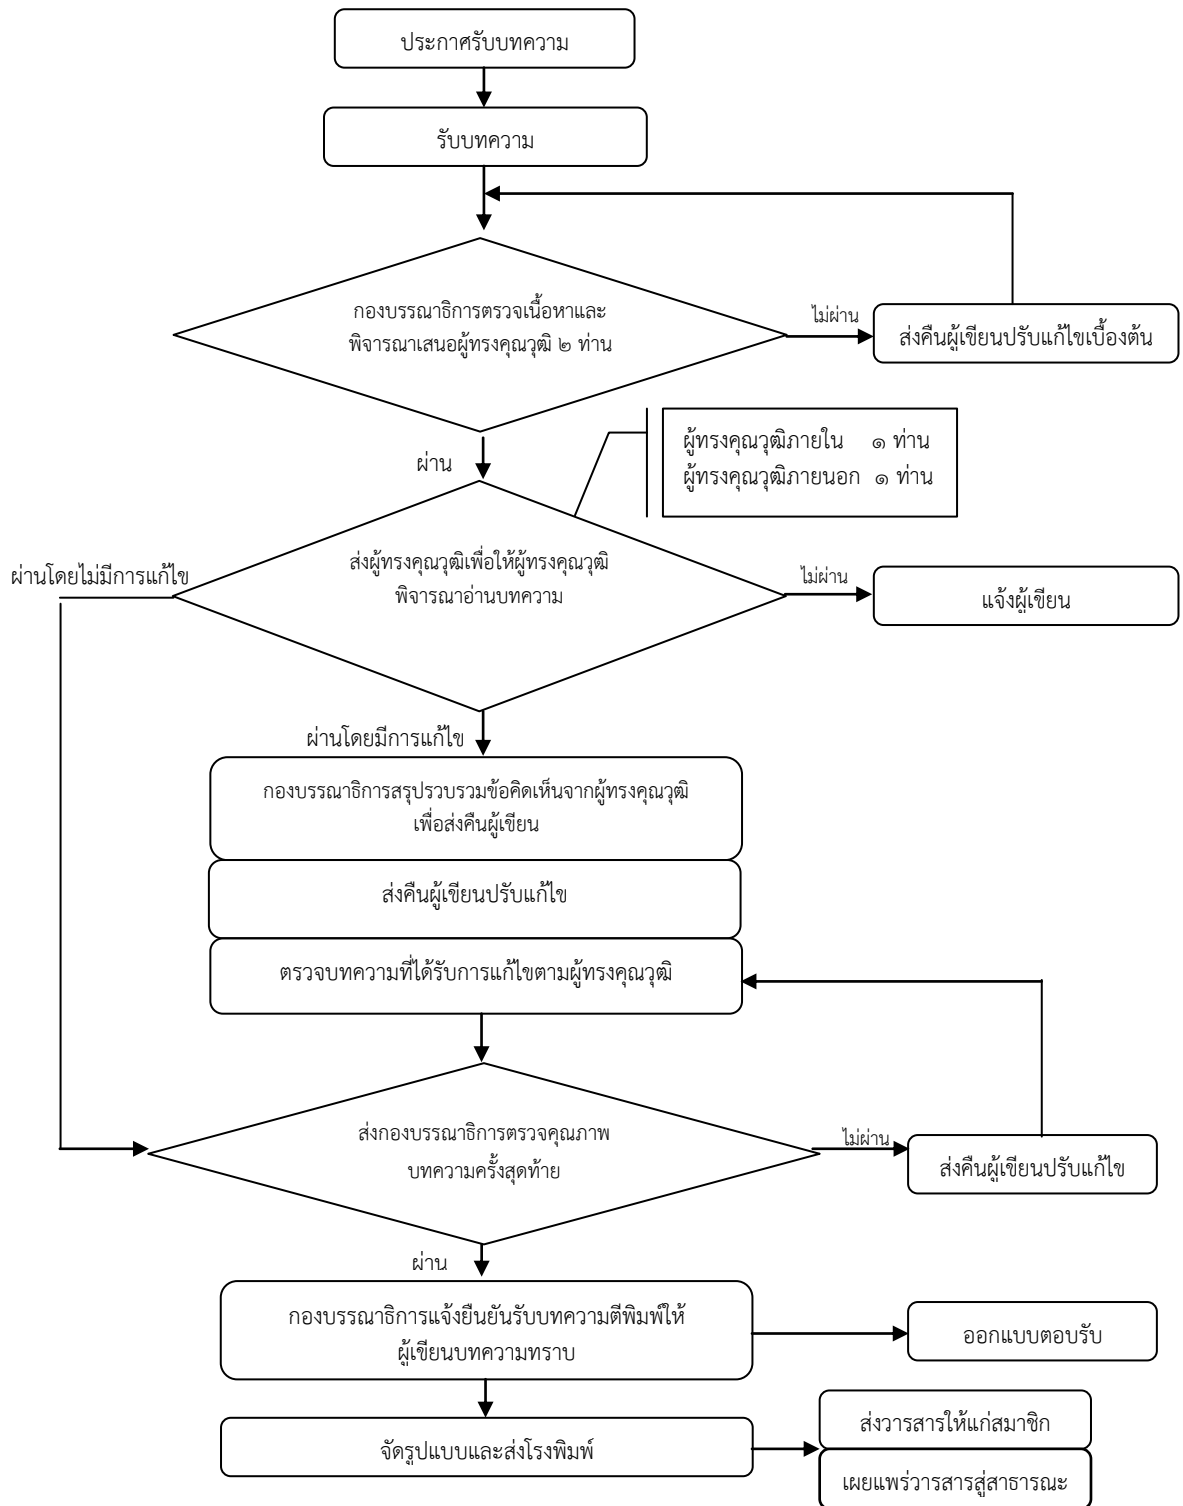 ประกาศรับบทความ
รับบทความ
กองบรรณาธิการตรวจเนื้อหาและ
พิจารณาเสนอผู้ทรงคุณวุฒิ ๒ ท่าน
ไม่ผ่าน
ส่งคืนผู้เขียนปรับแก้ไขเบื้องต้น
ผ่าน
ผู้ทรงคุณวุฒิภายใน ๑ ท่าน
ผู้ทรงคุณวุฒิภายนอก ๑ ท่าน
ส่งผู้ทรงคุณวุฒิเพื่อให้ผู้ทรงคุณวุฒิ
พิจารณาอ่านบทความ
ผ่านโดยไม่มีการแก้ไข
ไม่ผ่าน
แจ้งผู้เขียน
ผ่านโดยมีการแก้ไข
กองบรรณาธิการสรุปรวบรวมข้อคิดเห็นจากผู้ทรงคุณวุฒิ
เพื่อส่งคืนผู้เขียน
ส่งคืนผู้เขียนปรับแก้ไข
ตรวจบทความที่ได้รับการแก้ไขตามผู้ทรงคุณวุฒิ
ส่งกองบรรณาธิการตรวจคุณภาพ
บทความครั้งสุดท้าย
ไม่ผ่าน
ส่งคืนผู้เขียนปรับแก้ไข
ผ่าน
กองบรรณาธิการแจ้งยืนยันรับบทความตีพิมพ์ให้
ผู้เขียนบทความทราบ
ออกแบบตอบรับ
จัดรูปแบบและส่งโรงพิมพ์
ส่งวารสารให้แก่สมาชิก
เผยแพร่วารสารสู่สาธารณะ